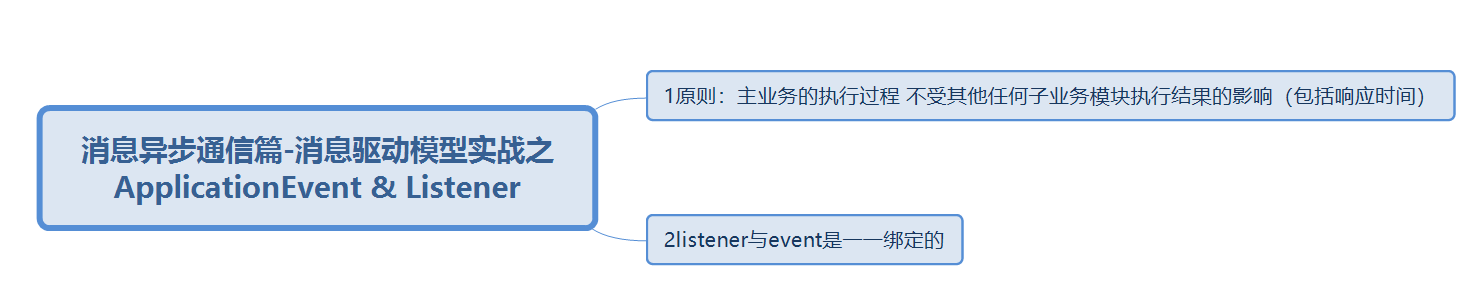 消息异步通信篇-消息驱动模型实战之
ApplicationEvent & Listener
1原则：主业务的执行过程 不受其他任何子业务模块执行结果的影响（包括响应时间）
2listener与event是一一绑定的